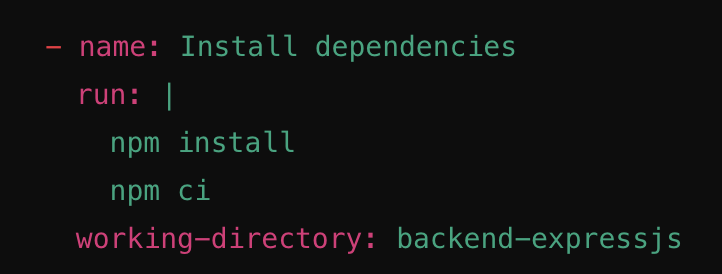 - name: Install dependencies
run: |
npm install
npm ci
working-directory: backend-expressjs